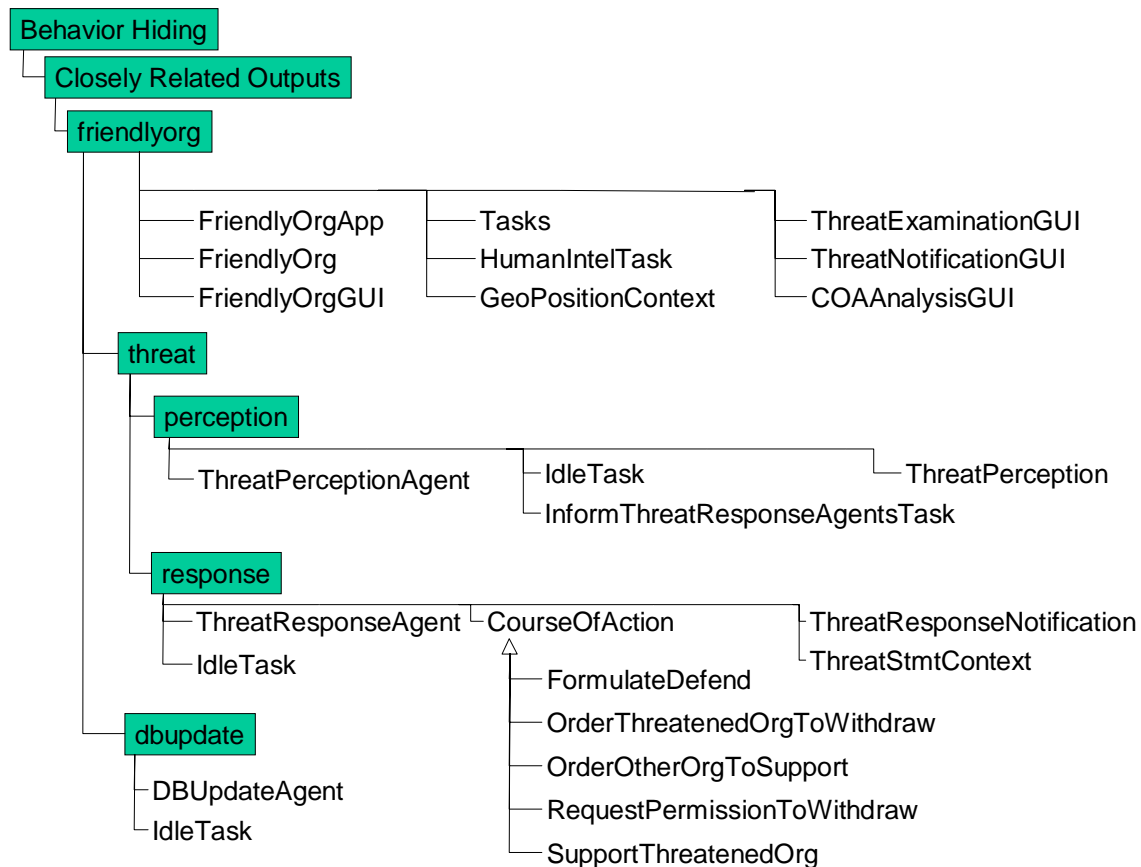 Behavior Hiding
Closely Related Outputs
friendlyorg
FriendlyOrgApp
FriendlyOrg
FriendlyOrgGUI
Tasks
HumanIntelTask
GeoPositionContext
ThreatExaminationGUI
ThreatNotificationGUI
COAAnalysisGUI
threat
perception
ThreatPerceptionAgent
IdleTask
InformThreatResponseAgentsTask
ThreatPerception
response
ThreatResponseAgent
IdleTask
CourseOfAction
FormulateDefend
OrderThreatenedOrgToWithdraw
OrderOtherOrgToSupport
RequestPermissionToWithdraw
SupportThreatenedOrg
ThreatResponseNotification
ThreatStmtContext
dbupdate
DBUpdateAgent
IdleTask